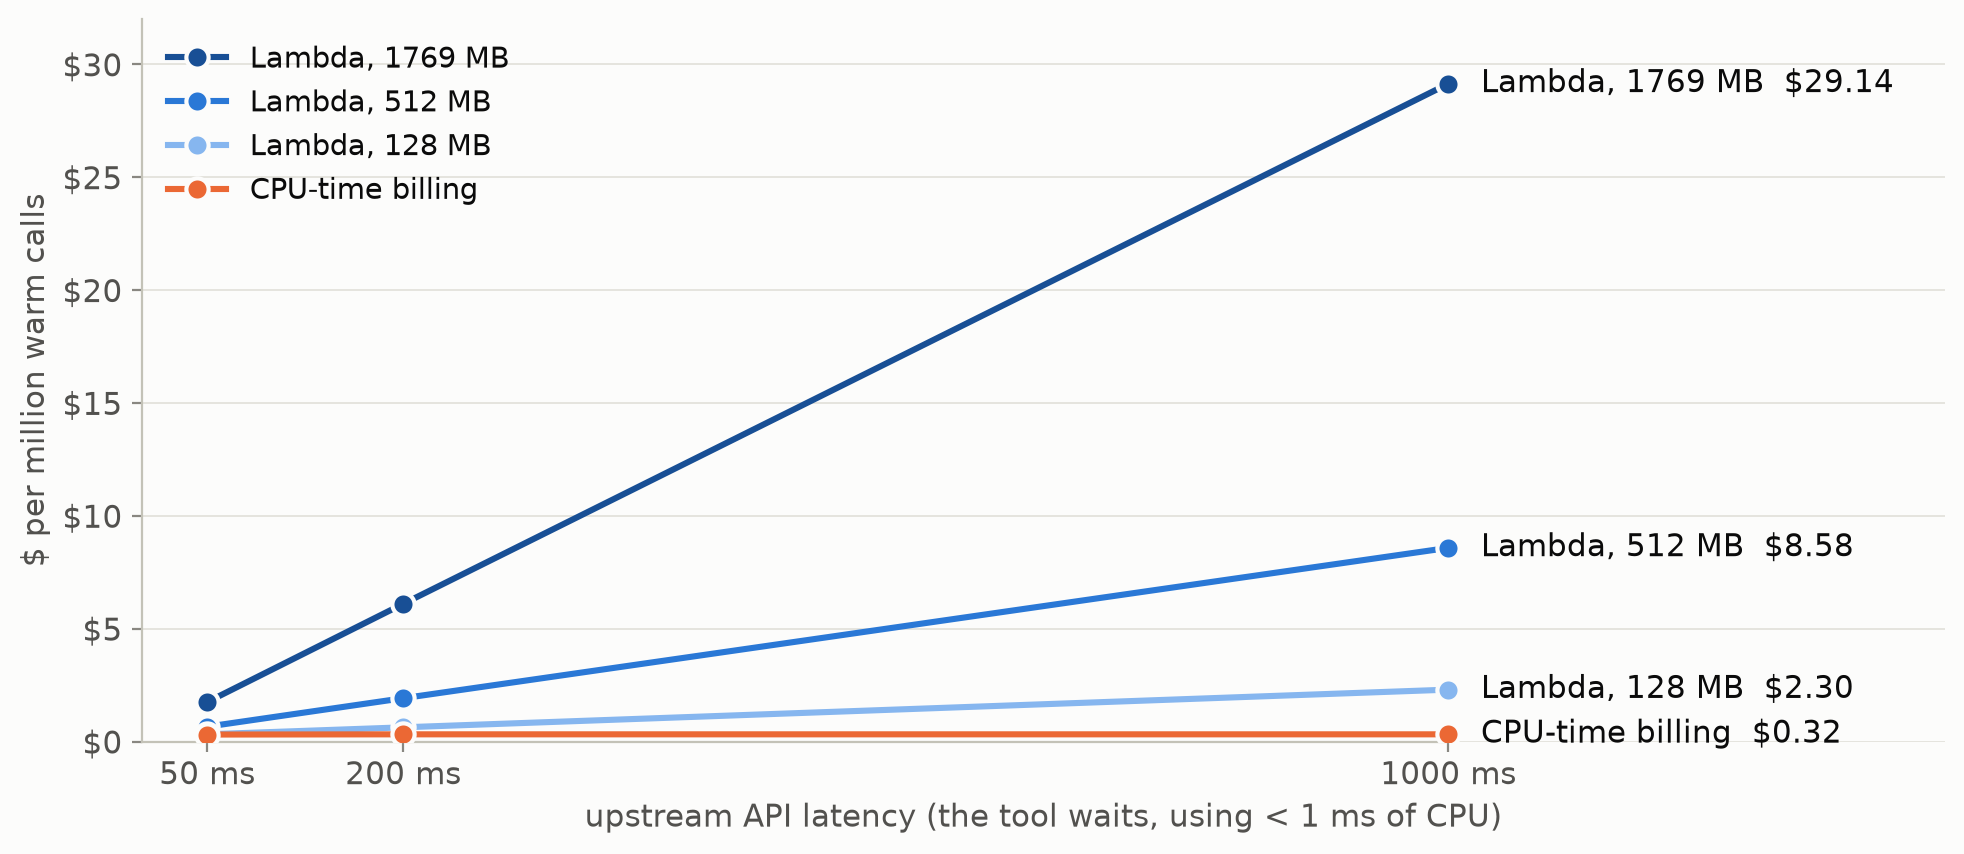 Lambda, 1769 MB
Lambda, 512 MB
Lambda, 128 MB
CPU-time billing
$ per million warm calls
$30
$25
$20
$15
$10
$5
$0
Lambda, 1769 MB $29.14
Lambda, 512 MB $8.58
Lambda, 128 MB $2.30
CPU-time billing $0.32
50 ms
200 ms
1000 ms
upstream API latency (the tool waits, using < 1 ms of CPU)